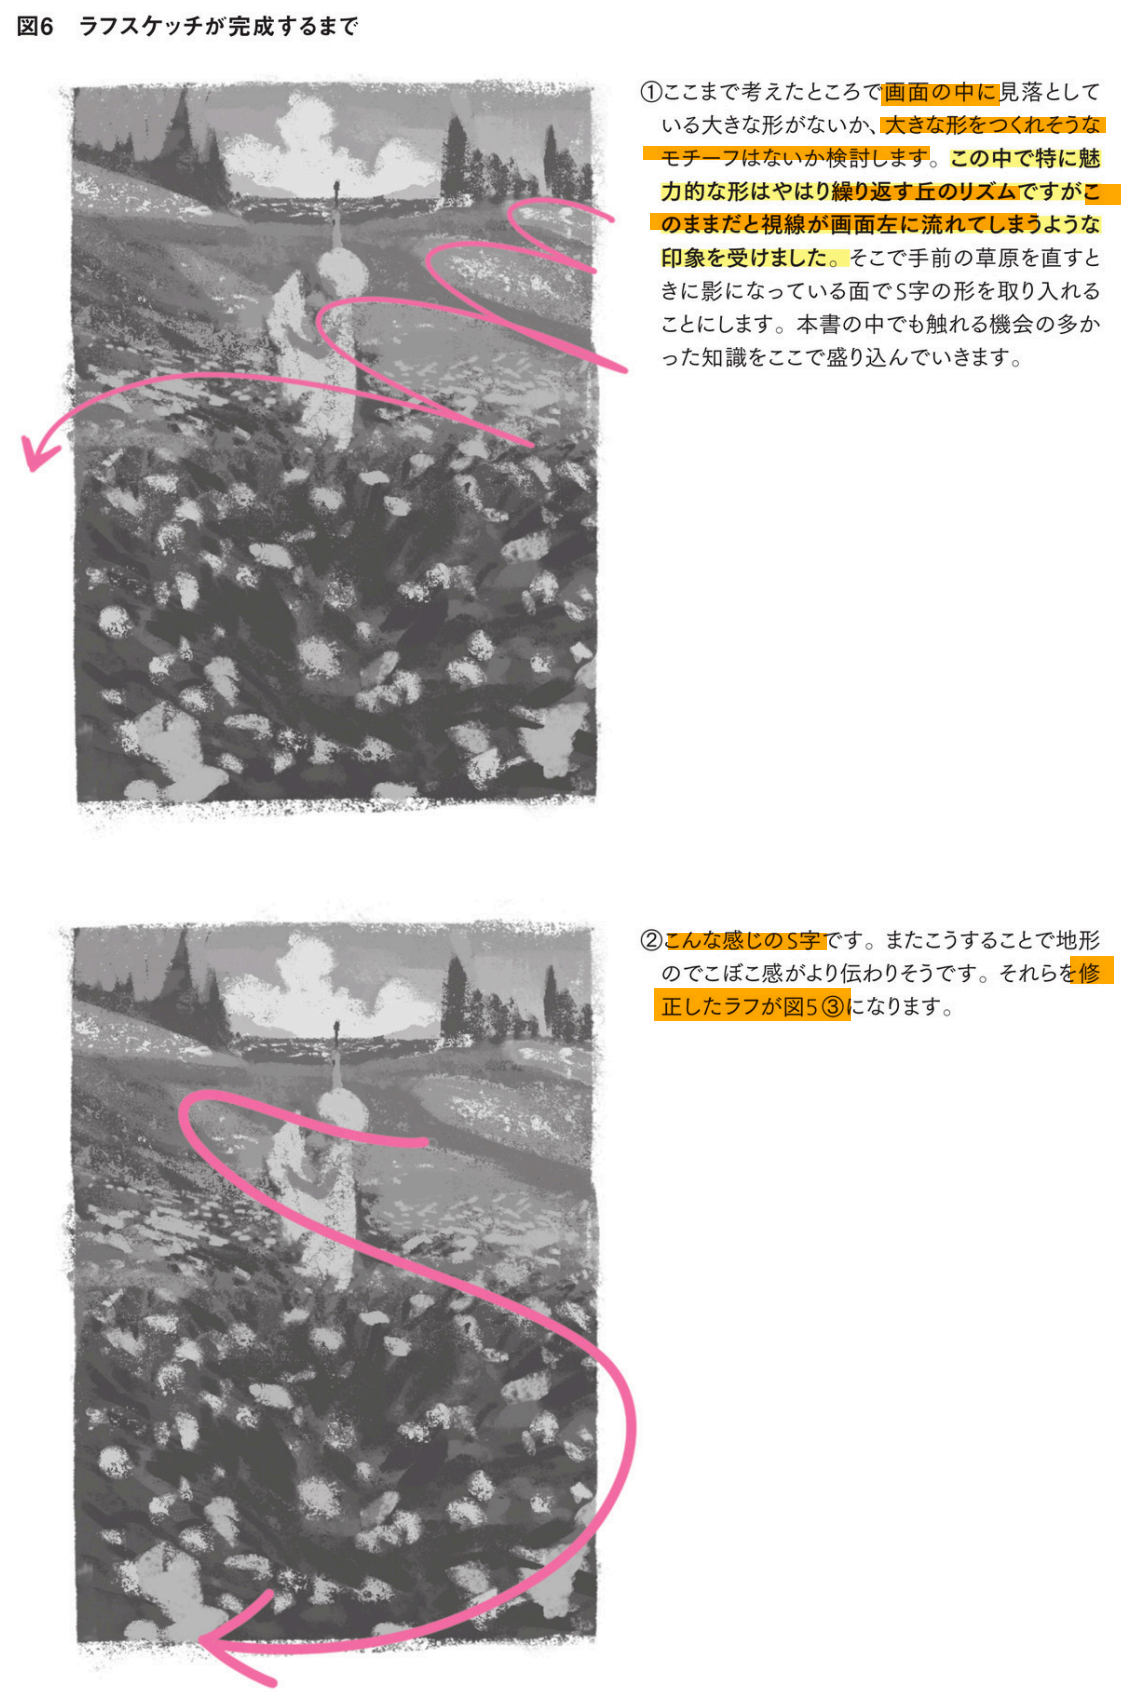 図6　ラフスケッチが完成するまで
①ここまで考えたところで画面の中に見落として
いる大きな形がないか、大きな形をつくれそうな
モチーフはないか検討します。この中で特に魅
力的な形はやはり繰り返す丘のリズムですがこ
のままだと視線が画面左に流れてしまうような
印象を受けました。そこで手前の草原を直すと
きに影になっている面でS字の形を取り入れる
ことにします。本書の中でも触れる機会の多か
った知識をここで盛り込んでいきます。
②こんな感じのS字です。またこうすることで地形
のでこぼこ感がより伝わりそうです。それらを修
正したラフが図5③になります。